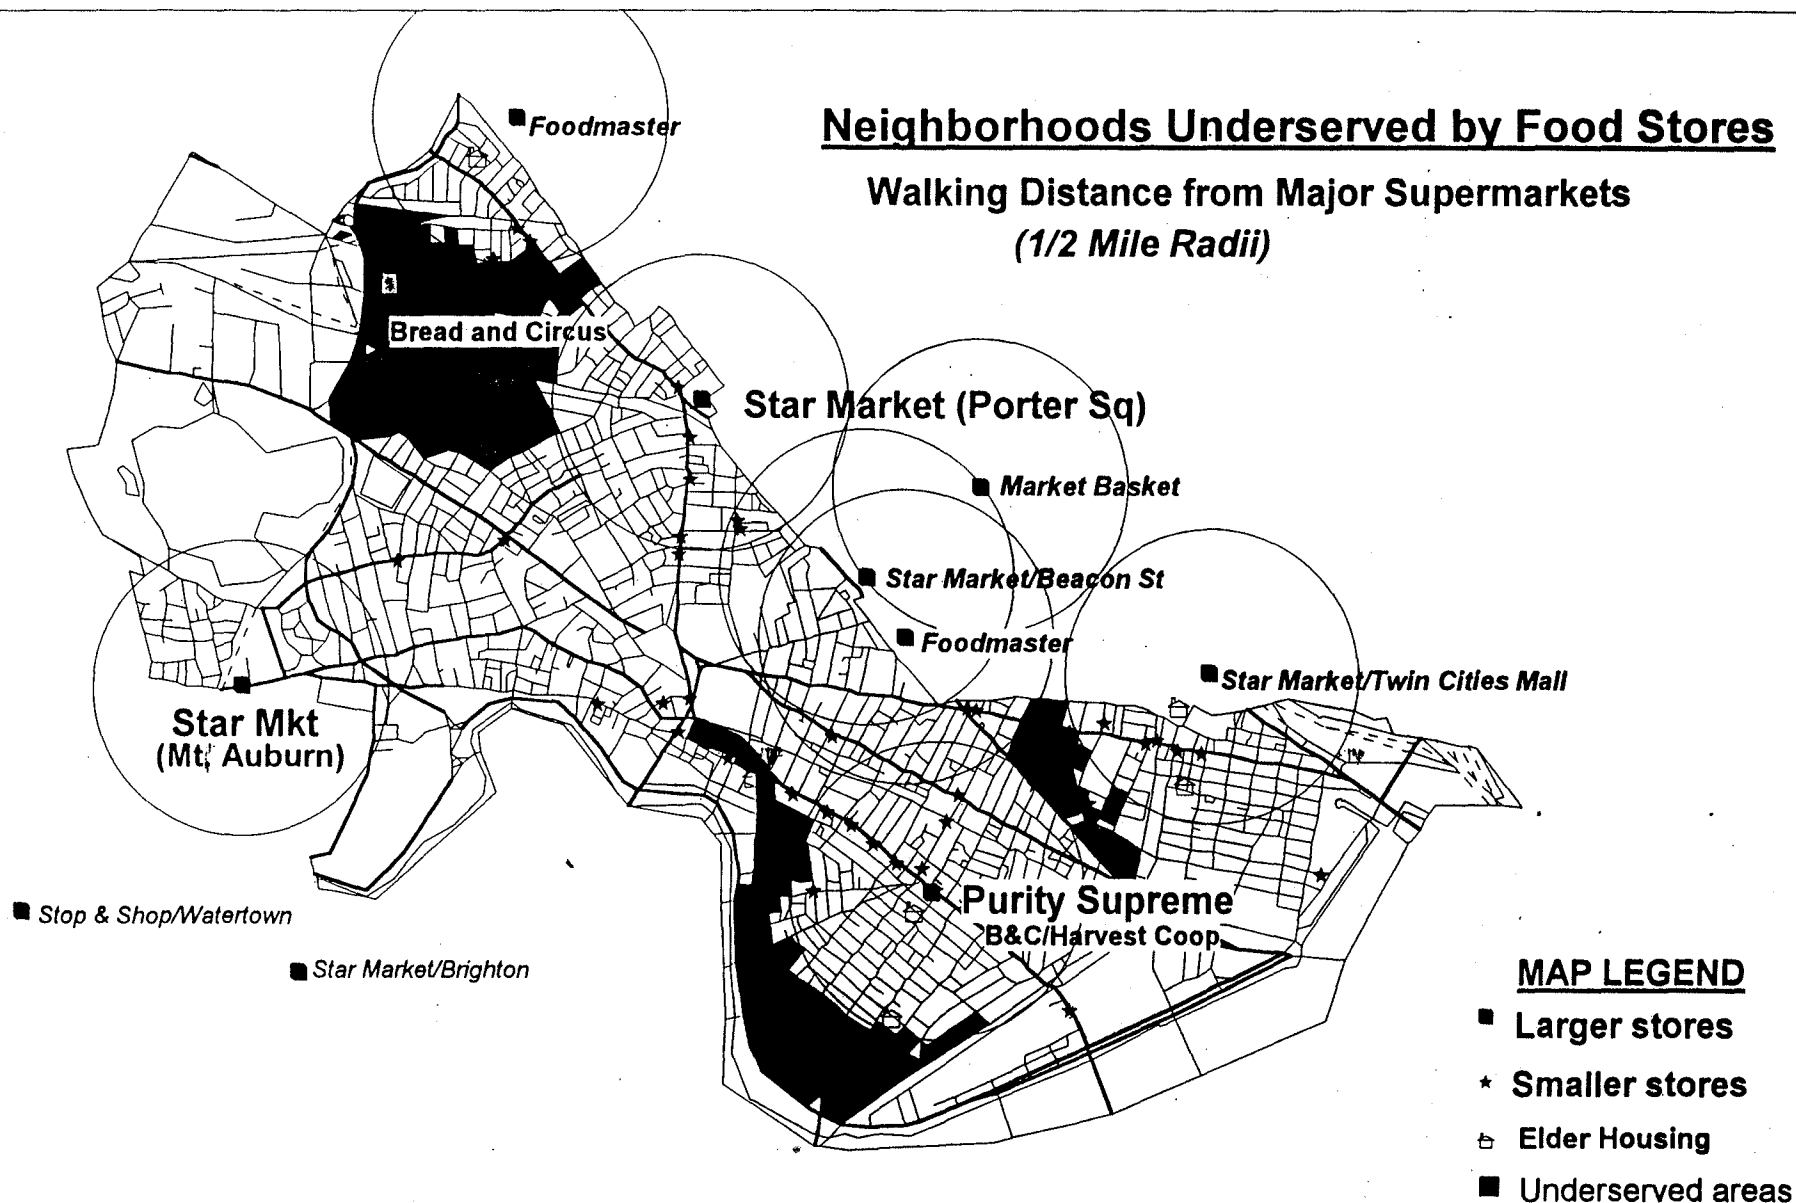 Neighborhoods Underserved by Food Stores
Walking Distance from Major Supermarkets
(1/2 Mile Radii)
Foodmaster
Bread and Circus
Star Market (Porter Sq)
Market Basket
Star Market/Beacon St
Foodmaster
Star Market/Twin Cities Mall
Star Mkt
(Mt. Auburn)
Purity Supreme
B&C/Harvest Coop
Stop & Shop/Watertown
Star Market/Brighton
MAP LEGEND
Larger stores
Smaller stores
Elder Housing
Underserved areas